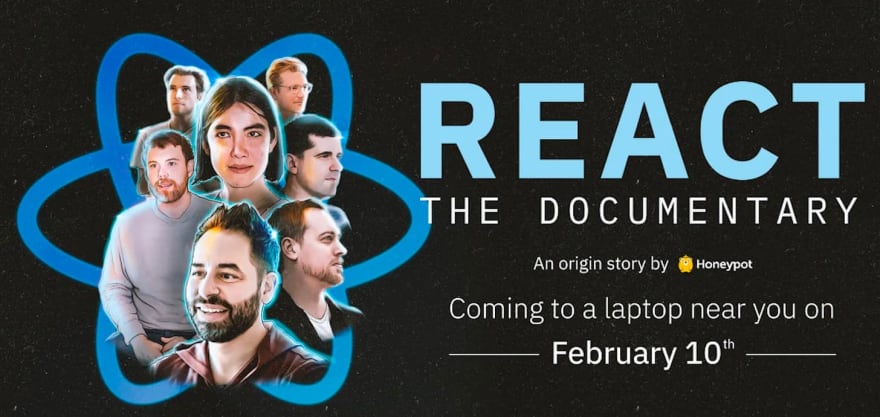 REACT
THE DOCUMENTARY
An origin story by Honeypot
Coming to a laptop near you on
February 10th